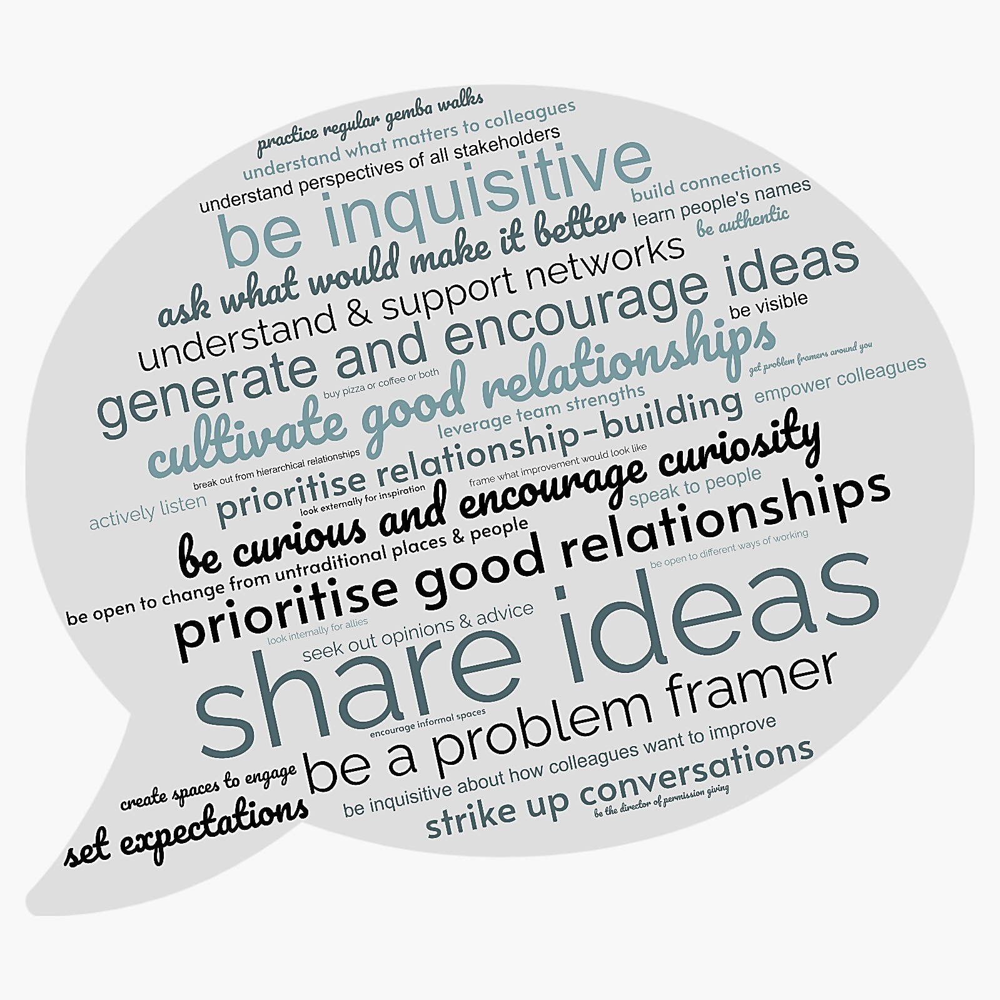 practice regular gemba walks
understand what matters to colleagues
understand perspectives of all stakeholders
be inquisitive
build connections
learn people's names
be authentic
ask what would make it better
understand & support networks
generate and encourage ideas
be visible
buy pizza or coffee or both
cultivate good relationships
get problem framers around you
empower colleagues
leverage team strengths
break out from hierarchical relationships
prioritise relationship-building
actively listen
look externally for inspiration
frame what improvement would look like
be curious and encourage curiosity
speak to people
be open to change from untraditional places & people
prioritise good relationships
be open to different ways of working
look internally for allies
seek out opinions & advice
share ideas
encourage informal spaces
be a problem framer
create spaces to engage
set expectations
be inquisitive about how colleagues want to improve
strike up conversations
be the director of permission giving